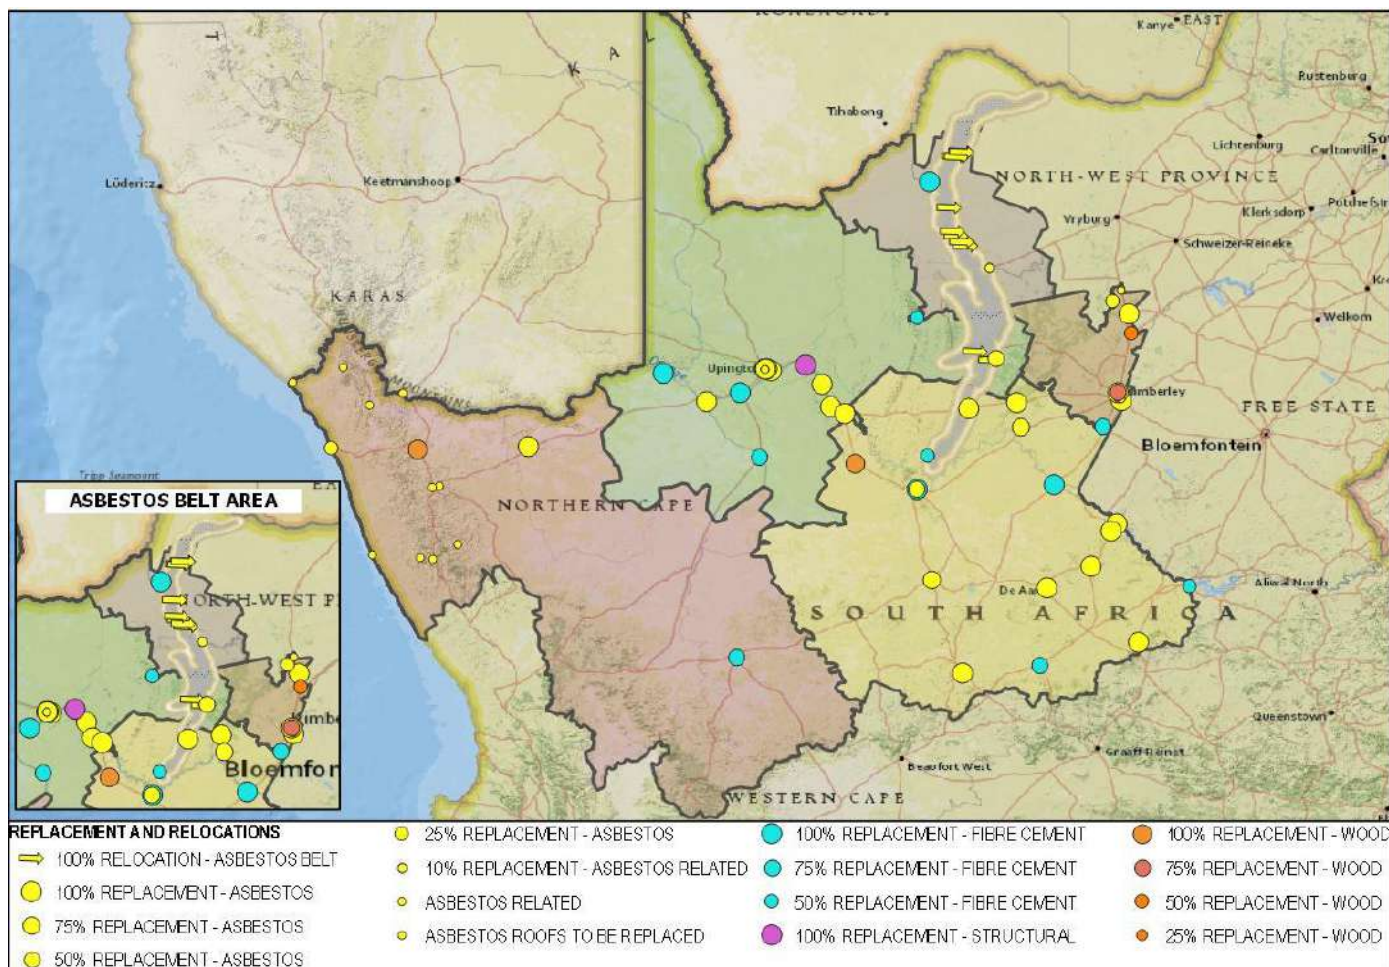 KANYE
EAST
Rustenburg
Tlhabong
Lichtenburg
Carltonville
Lüderitz
Keetmanshoop
NORTH-WEST PROVINCE
Klerksdorp
Vryburg
Schweizer-Reineke
KARAS
Welkom
Upington
MOUNTAINS
FREE STATE
Bloemfontein
Tripp Seamount
NORTHERN CAPE
De Aar
Aliwal North
SOUTH AFRICA
Queenstown
Graaff-Reinet
Beaufort West
WESTERN CAPE
ASBESTOS BELT AREA
Bloemfon
REPLACEMENT AND RELOCATIONS
100% RELOCATION - ASBESTOS BELT
100% REPLACEMENT - ASBESTOS
75% REPLACEMENT - ASBESTOS
50% REPLACEMENT - ASBESTOS
25% REPLACEMENT - ASBESTOS
10% REPLACEMENT - ASBESTOS RELATED
ASBESTOS RELATED
ASBESTOS ROOFS TO BE REPLACED
100% REPLACEMENT - FIBRE CEMENT
75% REPLACEMENT - FIBRE CEMENT
50% REPLACEMENT - FIBRE CEMENT
100% REPLACEMENT - STRUCTURAL
100% REPLACEMENT - WOOD
75% REPLACEMENT - WOOD
50% REPLACEMENT - WOOD
25% REPLACEMENT - WOOD